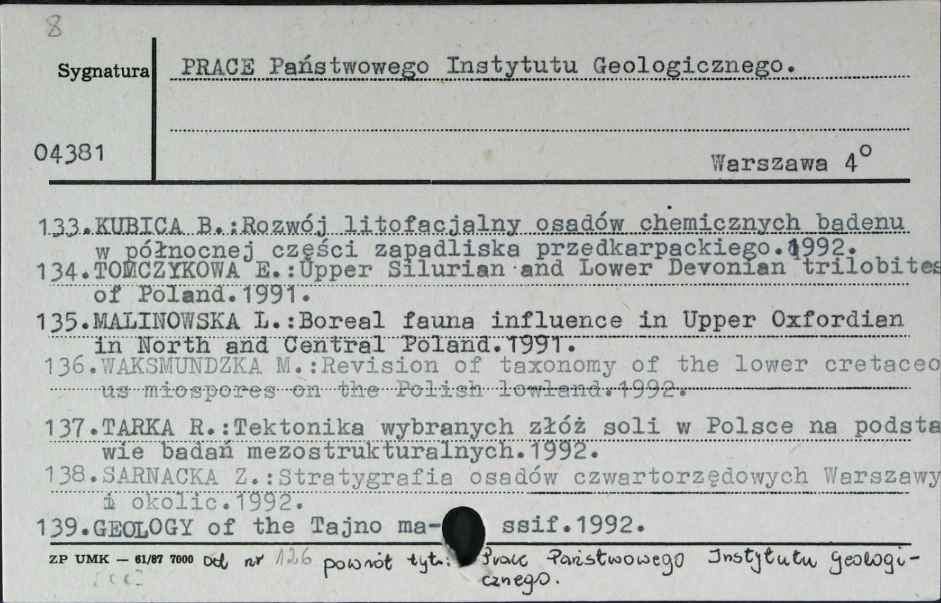 8
Sygnatura PRACE Państwowego Instytutu Geologicznego.
04381
Warszawa 4°
133.KUBICA B.:Rozwój litofacjalny osadów chemicznych badenu
w północnej części zapadliska przedkarpackiego.1992.
134.TOMCZYKOWA E.:Upper Silurian and Lower Devonian trilobites
of Poland.1991.
135.MALINOWSKA L.:Boreal fauna influence in Upper Oxfordian
in North and Central Poland.1991.
136.WAKSMUNDZKA M.:Revision of taxonomy of the lower cretaceo
us miospores on the Polish lowland.1992.
137.TARKA R.:Tektonika wybranych złóż soli w Polsce na podsta
wie badań mezostrukturalnych.1992.
138.SARNACKA Z.:Stratygrafia osadów czwartorzędowych Warszawy
i okolic.1992.
139.GEOLOGY of the Tajno ma- ssif.1992.
ZP UMK — 61/87 7000 Od nr 126 powrót tyt.: Prace Państwowego Instytutu Geologi-
cznego.